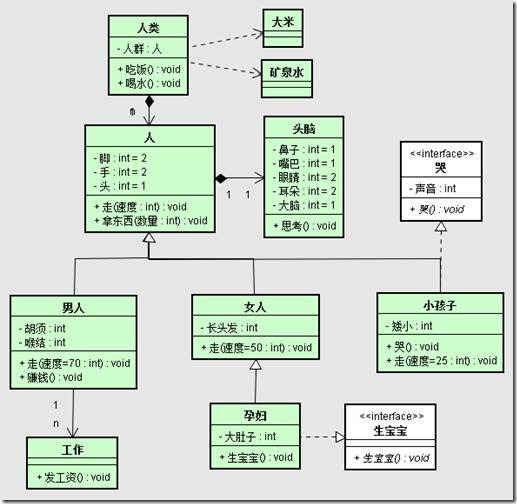 人类
- 人群 : 人
+ 吃饭() : void
+ 喝水() : void
大米
矿泉水
人
- 脚 : int = 2
- 手 : int = 2
- 头 : int = 1
+ 走(速度 : int) : void
+ 拿东西(数量 : int) : void
1
1
头脑
- 鼻子 : int = 1
- 嘴巴 : int = 1
- 眼睛 : int = 2
- 耳朵 : int = 2
- 大脑 : int = 1
+ 思考() : void
<<interface>>
哭
- 声音 : int
+ 哭() : void
男人
- 胡须 : int
- 喉结 : int
+ 走(速度=70 : int) : void
+ 赚钱() : void
女人
- 长头发 : int
+ 走(速度=50 : int) : void
小孩子
- 矮小 : int
+ 哭() : void
+ 走(速度=25 : int) : void
1
n
工作
+ 发工资() : void
孕妇
- 大肚子 : int
+ 生宝宝() : void
<<interface>>
生宝宝
+ 生宝宝() : void